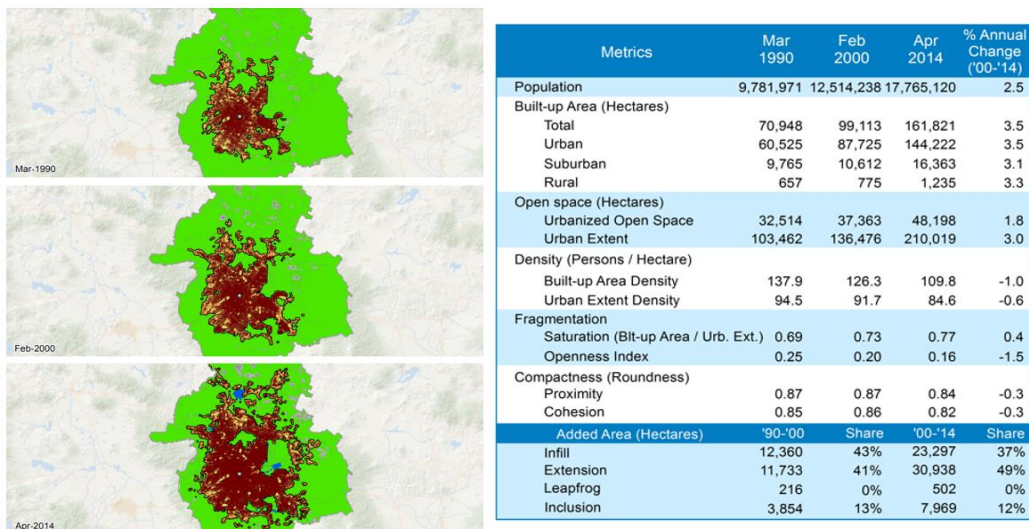 Mar-1990
Feb-2000
Apr-2014
Metrics Mar 1990 Feb 2000 Apr 2014 % Annual Change ('00-'14)
Population 9,781,971 12,514,238 17,765,120 2.5
Built-up Area (Hectares)
Total 70,948 99,113 161,821 3.5
Urban 60,525 87,725 144,222 3.5
Suburban 9,765 10,612 16,363 3.1
Rural 657 775 1,235 3.3
Open space (Hectares)
Urbanized Open Space 32,514 37,363 48,198 1.8
Urban Extent 103,462 136,476 210,019 3.0
Density (Persons / Hectare)
Built-up Area Density 137.9 126.3 109.8 -1.0
Urban Extent Density 94.5 91.7 84.6 -0.6
Fragmentation
Saturation (Blt-up Area / Urb. Ext.) 0.69 0.73 0.77 0.4
Openness Index 0.25 0.20 0.16 -1.5
Compactness (Roundness)
Proximity 0.87 0.87 0.84 -0.3
Cohesion 0.85 0.86 0.82 -0.3
Added Area (Hectares) '90-'00 Share '00-'14 Share
Infill 12,360 43% 23,297 37%
Extension 11,733 41% 30,938 49%
Leapfrog 216 0% 502 0%
Inclusion 3,854 13% 7,969 12%